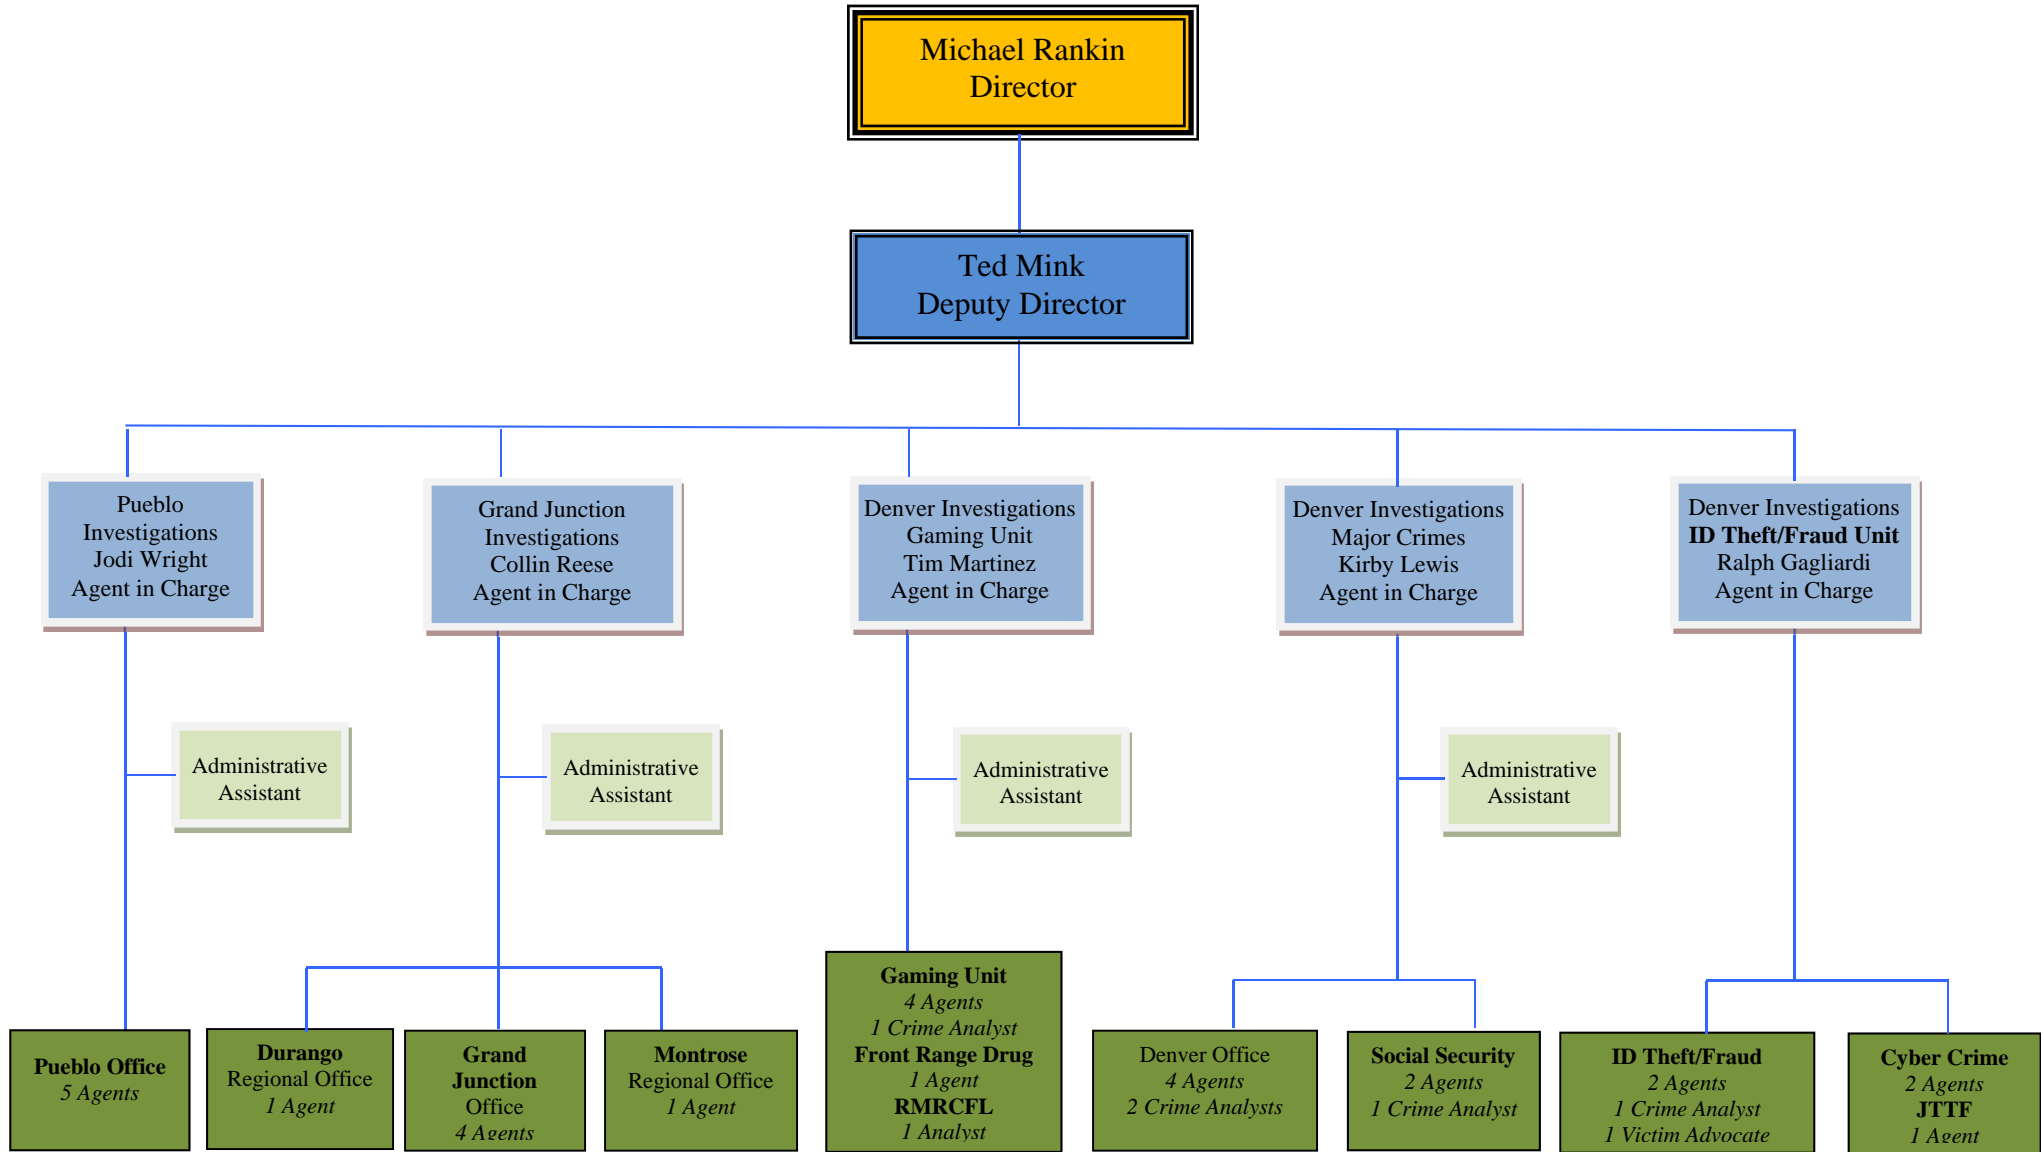 Michael Rankin
Director
Ted Mink
Deputy Director
Pueblo
Investigations
Jodi Wright
Agent in Charge
Grand Junction
Investigations
Collin Reese
Agent in Charge
Denver Investigations
Gaming Unit
Tim Martinez
Agent in Charge
Denver Investigations
Major Crimes
Kirby Lewis
Agent in Charge
Denver Investigations
ID Theft/Fraud Unit
Ralph Gagliardi
Agent in Charge
Administrative
Assistant
Administrative
Assistant
Administrative
Assistant
Administrative
Assistant
Pueblo Office
5 Agents
Durango
Regional Office
1 Agent
Grand
Junction
Office
4 Agents
Montrose
Regional Office
1 Agent
Gaming Unit
4 Agents
1 Crime Analyst
Front Range Drug
1 Agent
RMRCFL
1 Analyst
Denver Office
4 Agents
2 Crime Analysts
Social Security
2 Agents
1 Crime Analyst
ID Theft/Fraud
2 Agents
1 Crime Analyst
1 Victim Advocate
Cyber Crime
2 Agents
JTTF
1 Agent